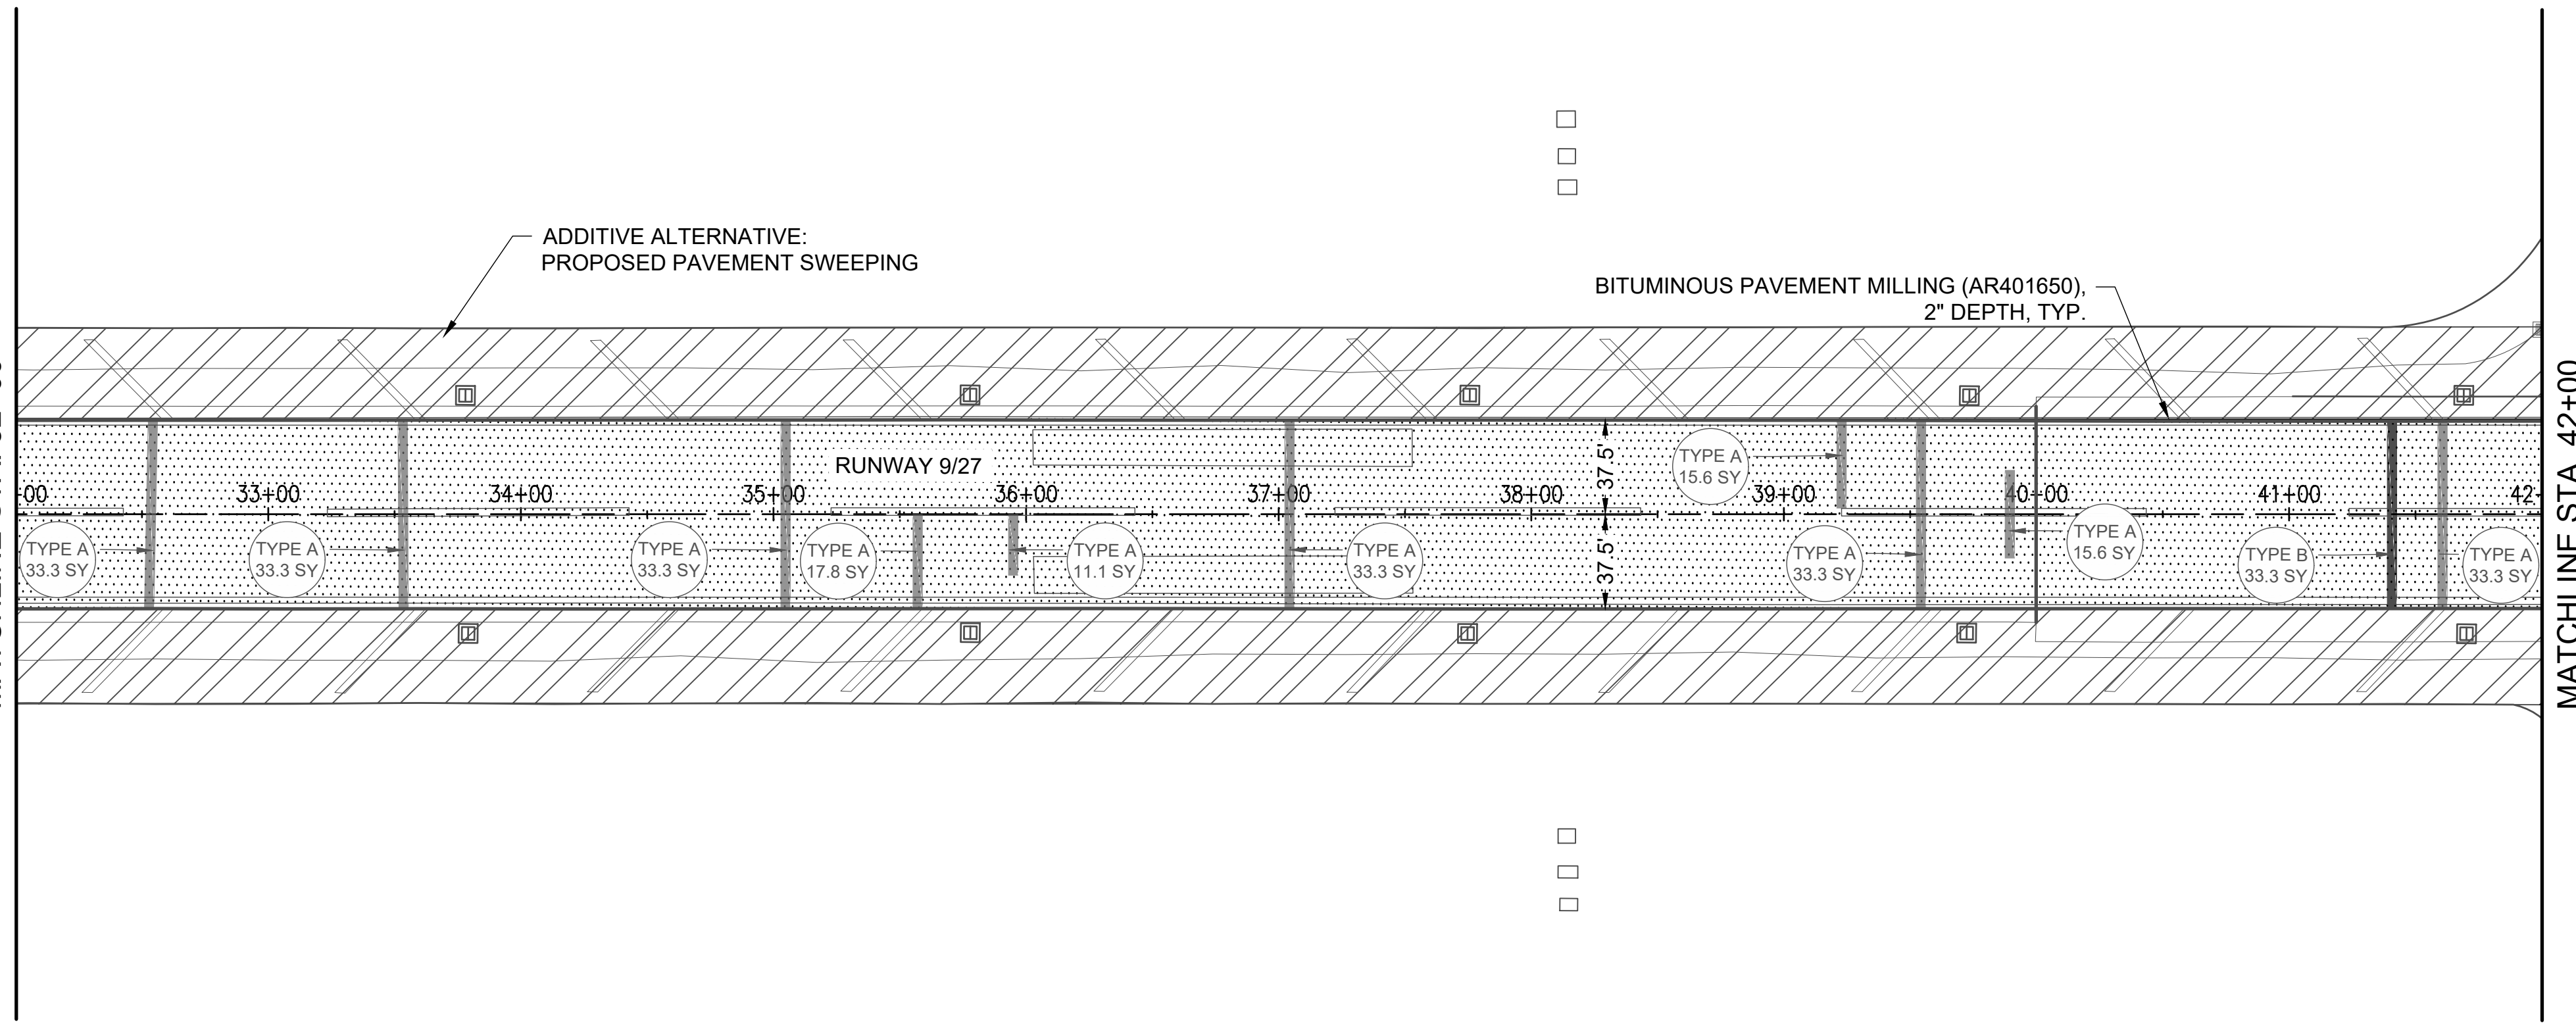 ADDITIVE ALTERNATIVE:
PROPOSED PAVEMENT SWEEPING
BITUMINOUS PAVEMENT MILLING (AR401650),
2" DEPTH, TYP.
MATCHLINE STA. 42+00
RUNWAY 9/27
37.5'
37.5'
+00
33+00
34+00
35+00
36+00
37+00
38+00
39+00
40+00
41+00
42+
TYPE A
33.3 SY
TYPE A
33.3 SY
TYPE A
33.3 SY
TYPE A
17.8 SY
TYPE A
11.1 SY
TYPE A
33.3 SY
TYPE A
15.6 SY
TYPE A
33.3 SY
TYPE A
15.6 SY
TYPE B
33.3 SY
TYPE A
33.3 SY